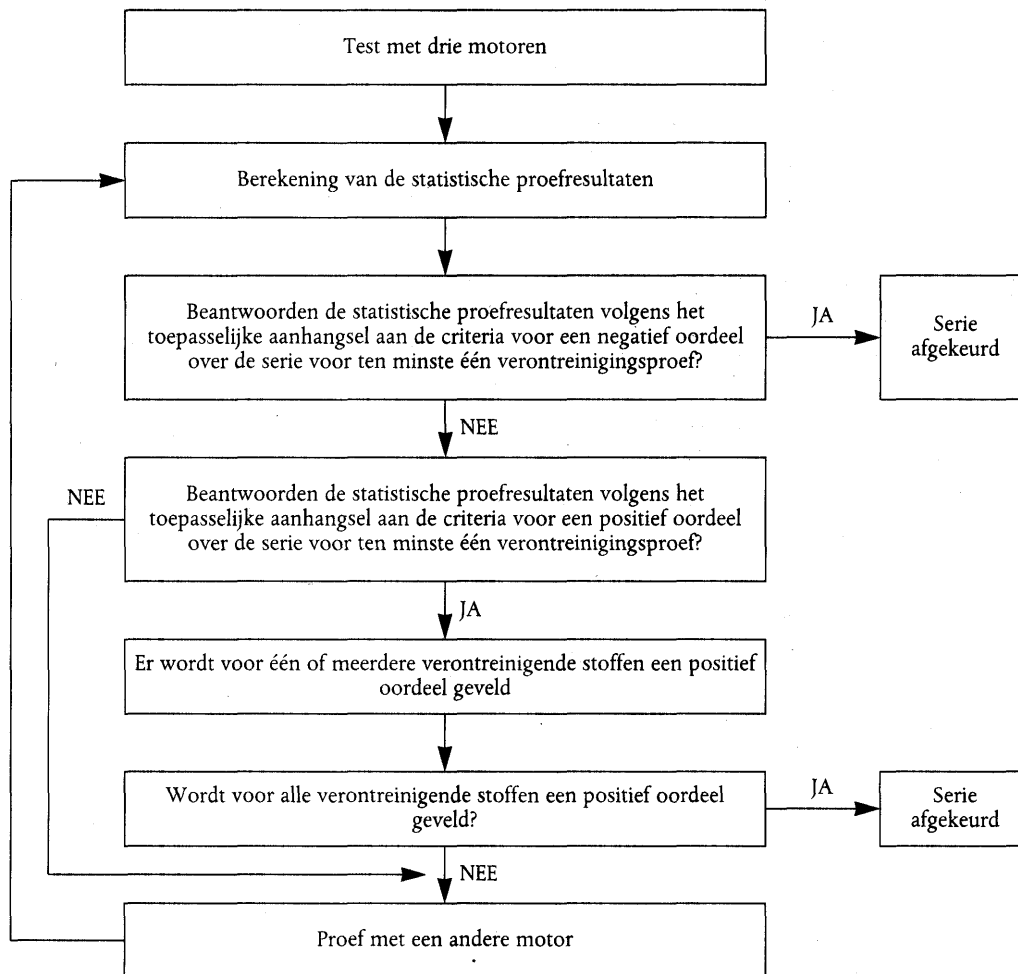 Test met drie motoren
Berekening van de statistische proefresultaten
Beantwoorden de statistische proefresultaten volgens het
toepasselijke aanhangsel aan de criteria voor een negatief oordeel
over de serie voor ten minste één verontreinigingsproef?
JA
Serie
afgekeurd
NEE
NEE
Beantwoorden de statistische proefresultaten volgens het
toepasselijke aanhangsel aan de criteria voor een positief oordeel
over de serie voor ten minste één verontreinigingsproef?
JA
Er wordt voor één of meerdere verontreinigende stoffen een positief
oordeel geveld
Wordt voor alle verontreinigende stoffen een positief oordeel
geveld?
JA
Serie
afgekeurd
NEE
Proef met een andere motor